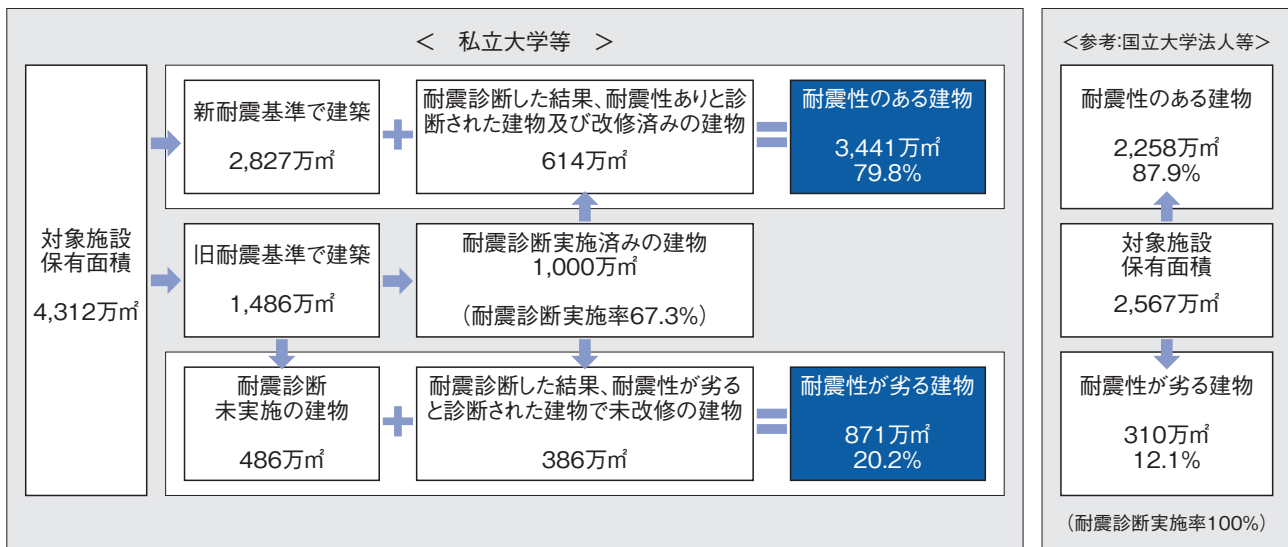 ＜ 私立大学等 ＞
対象施設
保有面積
4,312万㎡
新耐震基準で建築
2,827万㎡
＋
耐震診断した結果、耐震性ありと診
断された建物及び改修済みの建物
614万㎡
＝
耐震性のある建物
3,441万㎡
79.8%
旧耐震基準で建築
1,486万㎡
耐震診断実施済みの建物
1,000万㎡
（耐震診断実施率67.3%）
耐震診断
未実施の建物
486万㎡
＋
耐震診断した結果、耐震性が劣る
と診断された建物で未改修の建物
386万㎡
＝
耐震性が劣る建物
871万㎡
20.2%
＜参考:国立大学法人等＞
耐震性のある建物
2,258万㎡
87.9%
対象施設
保有面積
2,567万㎡
耐震性が劣る建物
310万㎡
12.1%
（耐震診断実施率100%）